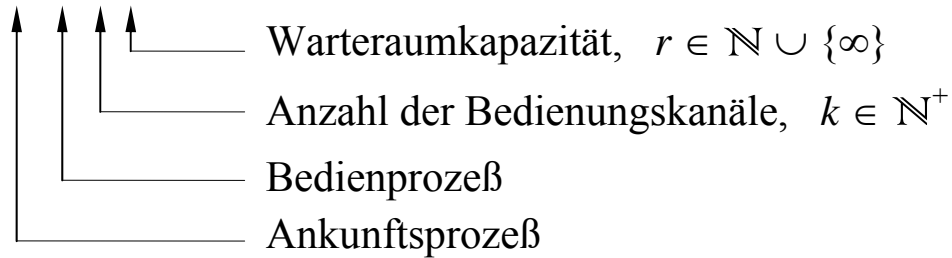 Warteraumkapazität, r ∈ ℕ ∪ {∞}
Anzahl der Bedienungskanäle, k ∈ ℕ⁺
Bedienprozeß
Ankunftsprozeß